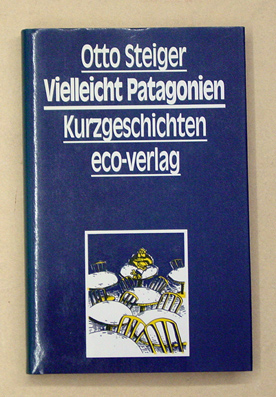 Otto Steiger
Vielleicht Patagonien
Kurzgeschichten
eco-verlag